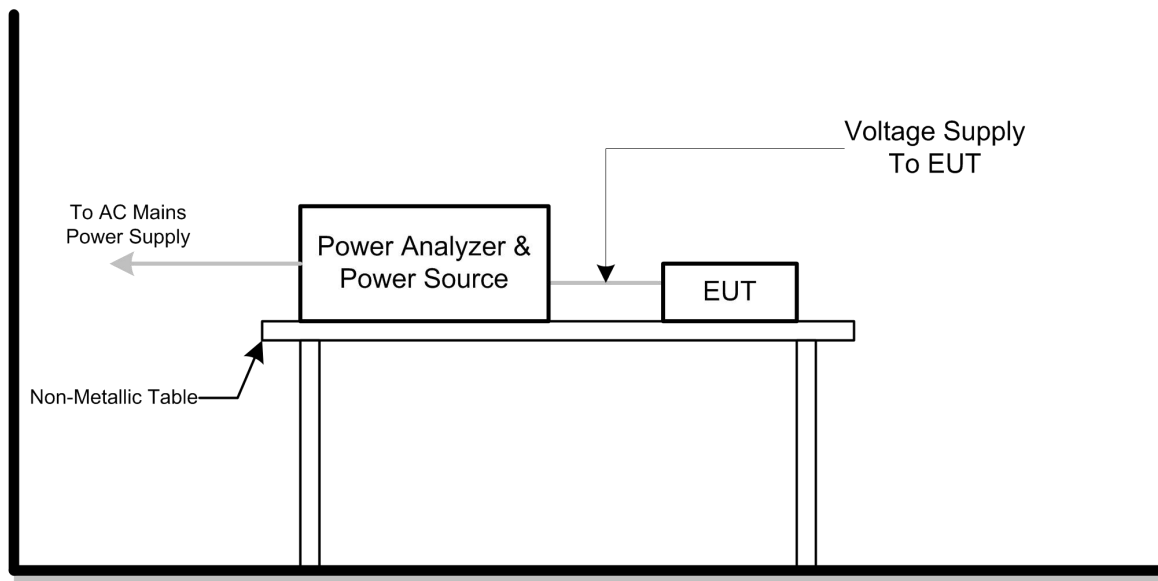 Voltage Supply
To EUT
To AC Mains
Power Supply
Power Analyzer &
Power Source
EUT
Non-Metallic Table